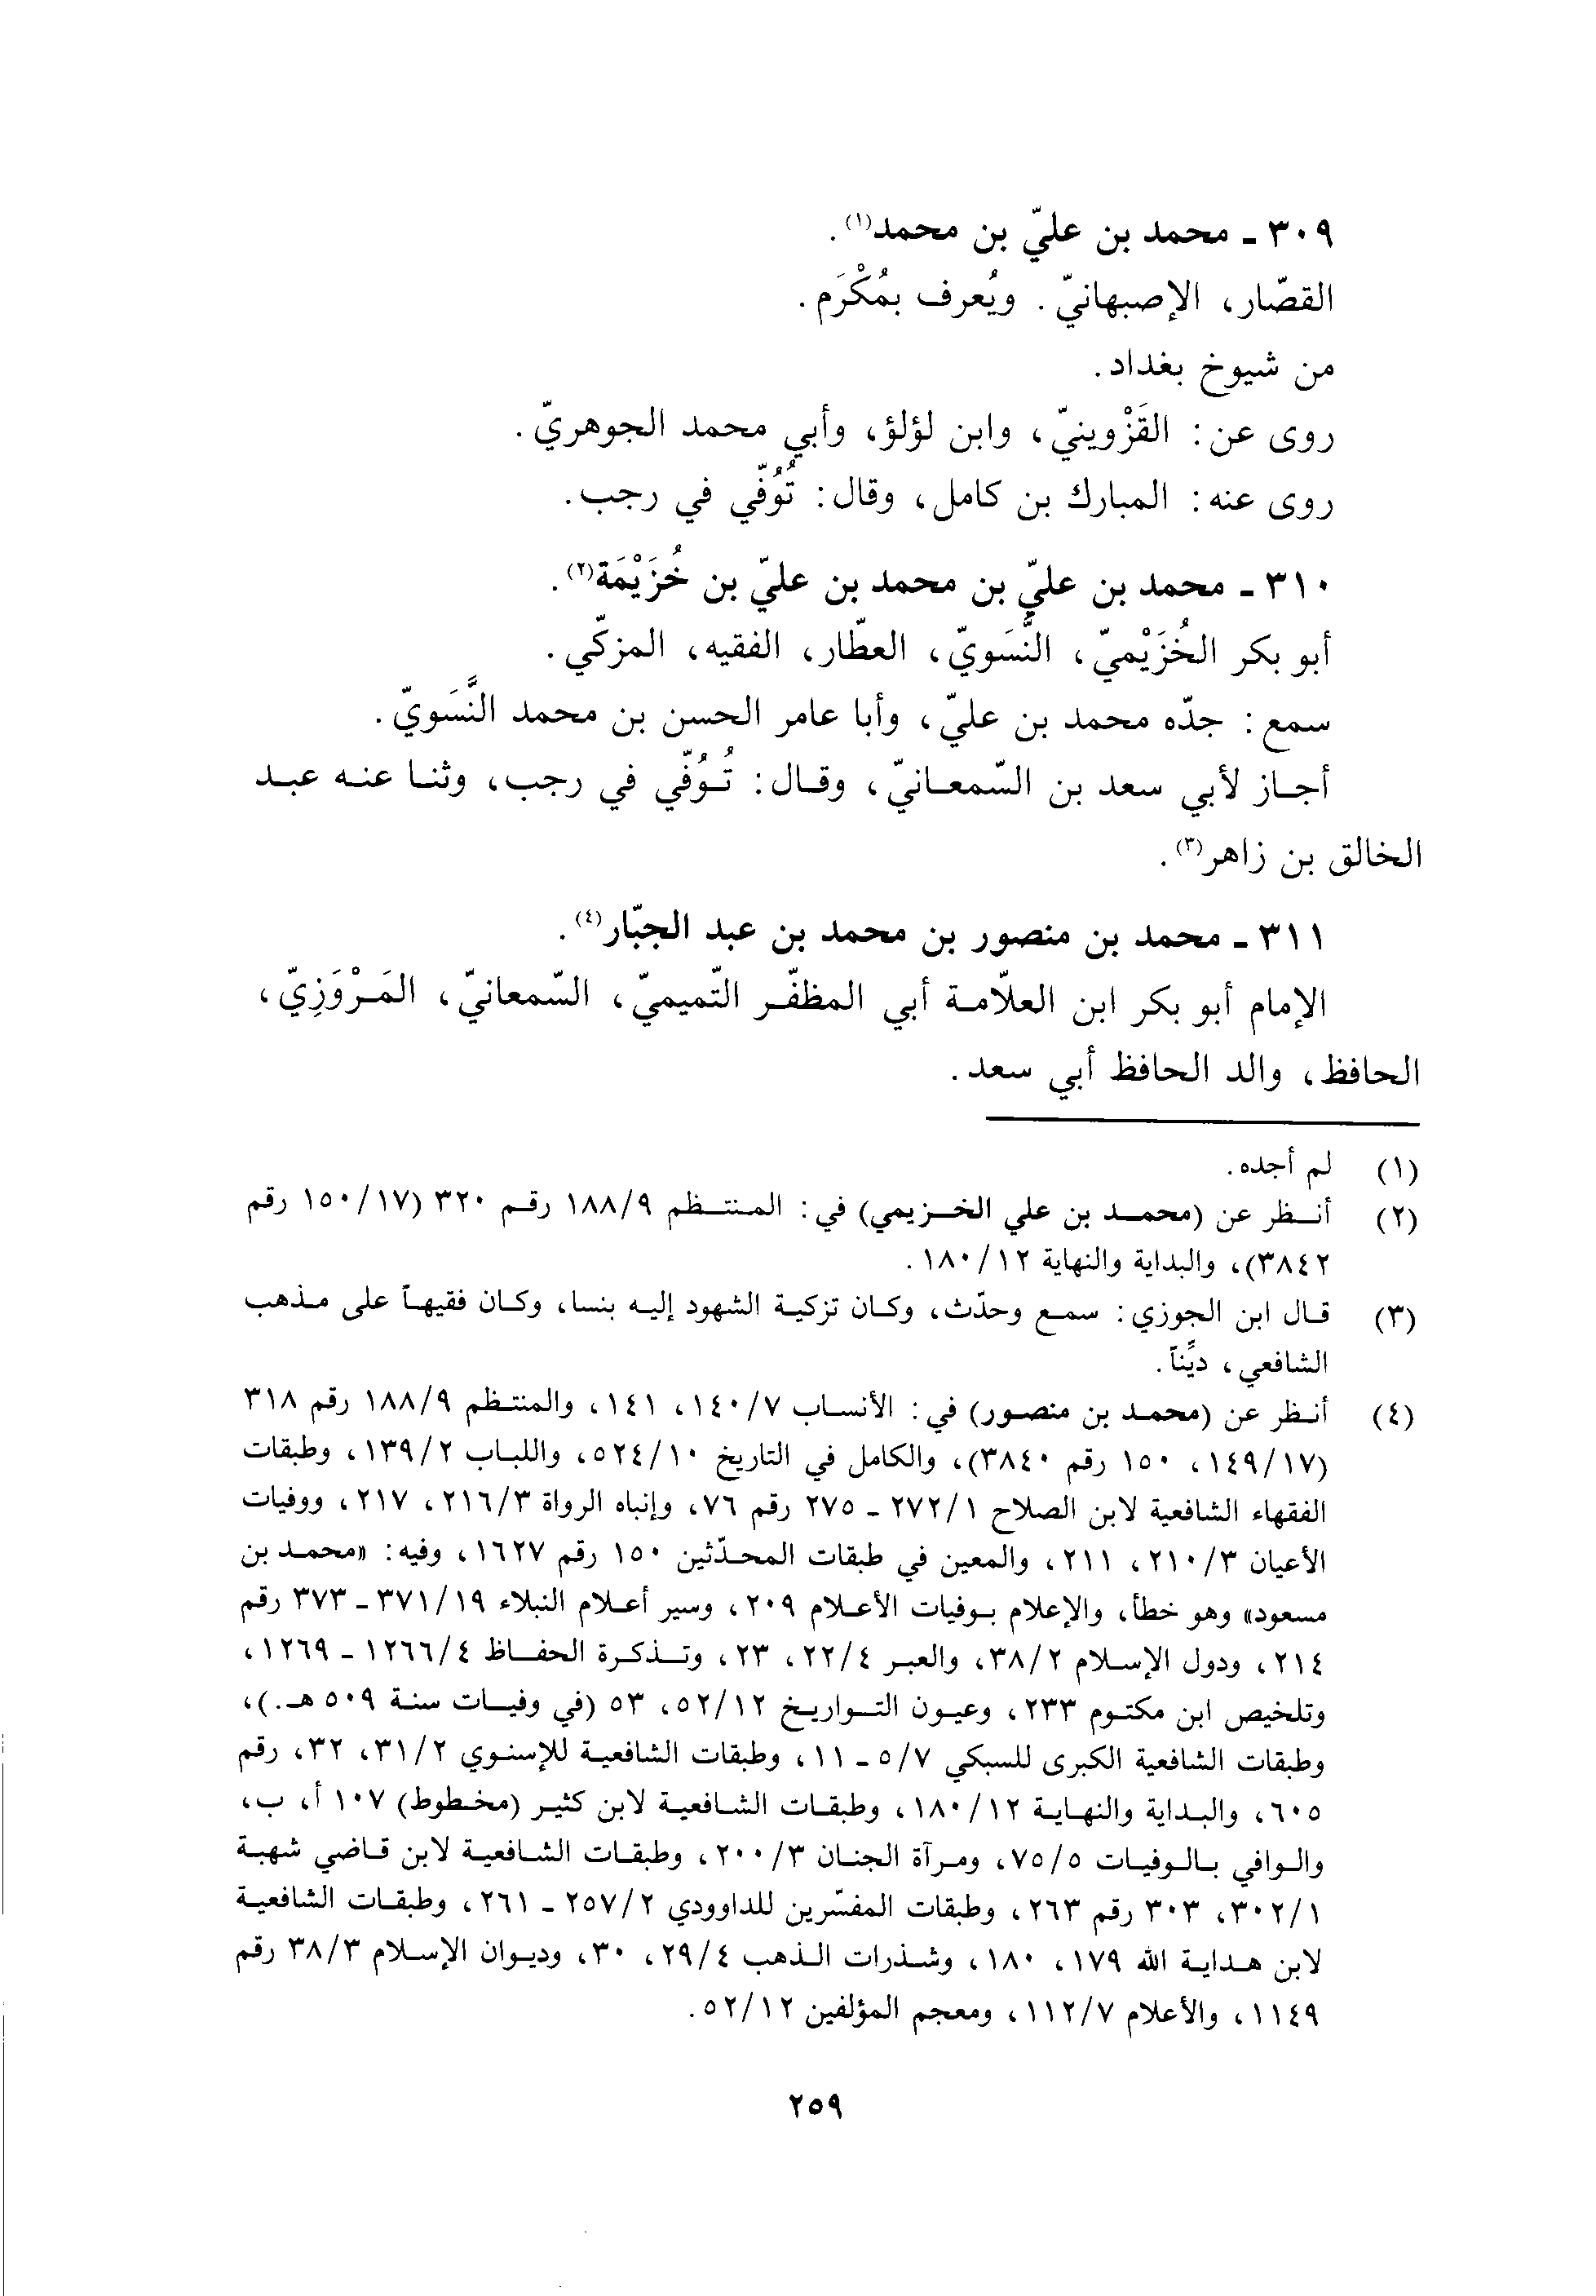 ٣٠٩ ـ محمد بن عليّ بن محمد(١).
القصّار، الإصبهانيّ. ويُعرف بمُكْرَم.
من شيوخ بغداد.
روى عن: القَزْوينيّ، وابن لؤلؤ، وأبي محمد الجوهريّ.
روى عنه: المبارك بن كامل، وقال: تُوُفّي في رجب.
٣١٠ ـ محمد بن عليّ بن محمد بن عليّ بن خُزَيْمَة(٢).
أبو بكر الخُزَيْميّ، النَّسَويّ، العطّار، الفقيه، المزكّي.
سمع: جدّه محمد بن عليّ، وأبا عامر الحسن بن محمد النَّسَويّ.
أجاز لأبي سعد بن السّمعانيّ، وقال: تُوُفّي في رجب، وثنا عنه عبد
الخالق بن زاهر(٣).
٣١١ ـ محمد بن منصور بن محمد بن عبد الجبّار(٤).
الإمام أبو بكر ابن العلاّمة أبي المظفّر التّميميّ، السّمعانيّ، المَرْوَزِيّ،
الحافظ، والد الحافظ أبي سعد.
(١) لم أجده.
(٢) أنظر عن (محمد بن علي الخزيمي) في: المنتظم ١٨٨/٩ رقم ٣٢٠ (١٥٠/١٧ رقم
٣٨٤٢)، والبداية والنهاية ١٨٠/١٢.
(٣) قال ابن الجوزي: سمع وحدّث، وكان تزكية الشهود إليه بنسا، وكان فقيهاً على مذهب
الشافعي، ديِّناً.
(٤) أنظر عن (محمد بن منصور) في: الأنساب ١٤٠/٧، ١٤١، والمنتظم ١٨٨/٩ رقم ٣١٨
(١٤٩/١٧، ١٥٠ رقم ٣٨٤٠)، والكامل في التاريخ ٥٢٤/١٠، واللباب ١٣٩/٢، وطبقات
الفقهاء الشافعية لابن الصلاح ٢٧٢/١ ـ ٢٧٥ رقم ٧٦، وإنباه الرواة ٢١٦/٣، ٢١٧، ووفيات
الأعيان ٢١٠/٣، ٢١١، والمعين في طبقات المحدّثين ١٥٠ رقم ١٦٢٧، وفيه: «محمد بن
مسعود» وهو خطأ، والإعلام بوفيات الأعلام ٢٠٩، وسير أعلام النبلاء ٣٧١/١٩ ـ ٣٧٣ رقم
٢١٤، ودول الإسلام ٣٨/٢، والعبر ٢٢/٤، ٢٣، وتذكرة الحفاظ ١٢٦٦/٤ ـ ١٢٦٩،
وتلخيص ابن مكتوم ٢٣٣، وعيون التواريخ ٥٢/١٢، ٥٣ (في وفيات سنة ٥٠٩ هـ.)،
وطبقات الشافعية الكبرى للسبكي ٥/٧ ـ ١١، وطبقات الشافعية للإسنوي ٣١/٢، ٣٢، رقم
٦٠٥، والبداية والنهاية ١٨٠/١٢، وطبقات الشافعية لابن كثير (مخطوط) ١٠٧ أ، ب،
والوافي بالوفيات ٧٥/٥، ومرآة الجنان ٢٠٠/٣، وطبقات الشافعية لابن قاضي شهبة
٣٠٢/١، ٣٠٣ رقم ٢٦٣، وطبقات المفسّرين للداوودي ٢٥٧/٢ ـ ٢٦١، وطبقات الشافعية
لابن هداية الله ١٧٩، ١٨٠، وشذرات الذهب ٢٩/٤، ٣٠، وديوان الإسلام ٣٨/٣ رقم
١١٤٩، والأعلام ١١٢/٧، ومعجم المؤلفين ٥٢/١٢.
٢٥٩